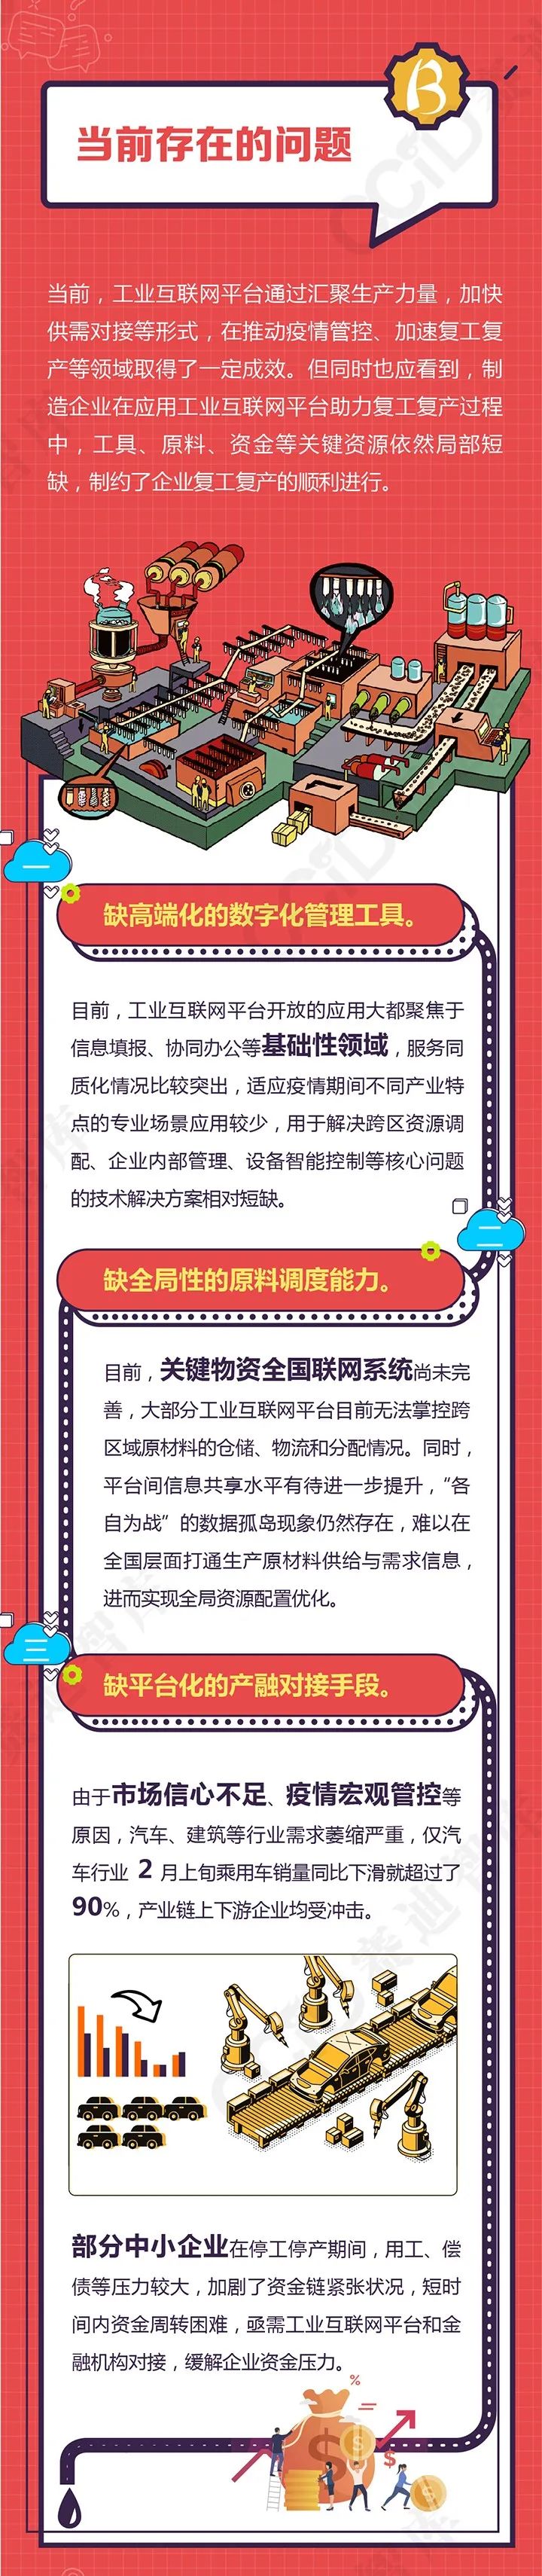 B
当前存在的问题
当前，工业互联网平台通过汇聚生产力量，加快
供需对接等形式，在推动疫情管控、加速复工复
产等领域取得了一定成效。但同时也应看到，制
造企业在应用工业互联网平台助力复工复产过程
中，工具、原料、资金等关键资源依然局部短
缺，制约了企业复工复产的顺利进行。
一
缺高端化的数字化管理工具。
目前，工业互联网平台开放的应用大都聚焦于
信息填报、协同办公等基础性领域，服务同
质化情况比较突出，适应疫情期间不同产业特
点的专业场景应用较少，用于解决跨区资源调
配、企业内部管理、设备智能控制等核心问题
的技术解决方案相对短缺。
二
缺全局性的原料调度能力。
目前，关键物资全国联网系统尚未完
善，大部分工业互联网平台目前无法掌控跨
区域原材料的仓储、物流和分配情况。同时，
平台间信息共享水平有待进一步提升，“各
自为战”的数据孤岛现象仍然存在，难以在
全国层面打通生产原材料供给与需求信息，
进而实现全局资源配置优化。
三
缺平台化的产融对接手段。
由于市场信心不足、疫情宏观管控等
原因，汽车、建筑等行业需求萎缩严重，仅汽
车行业 2 月上旬乘用车销量同比下滑就超过了
90%，产业链上下游企业均受冲击。
部分中小企业在停工停产期间，用工、偿
债等压力较大，加剧了资金链紧张状况，短时
间内资金周转困难，亟需工业互联网平台和金
融机构对接，缓解企业资金压力。
%
$
$
CCID赛迪智库